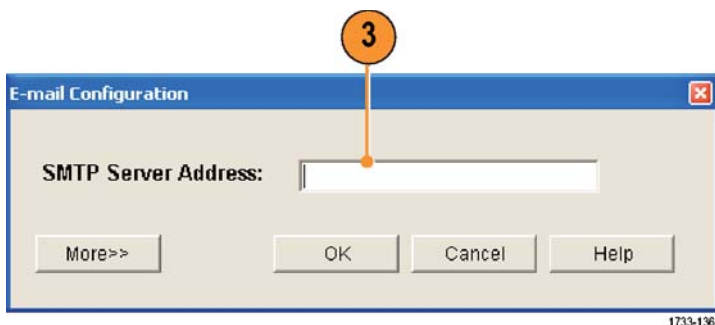 3
E-mail Configuration
SMTP Server Address:
More>> OK Cancel Help
1733-136